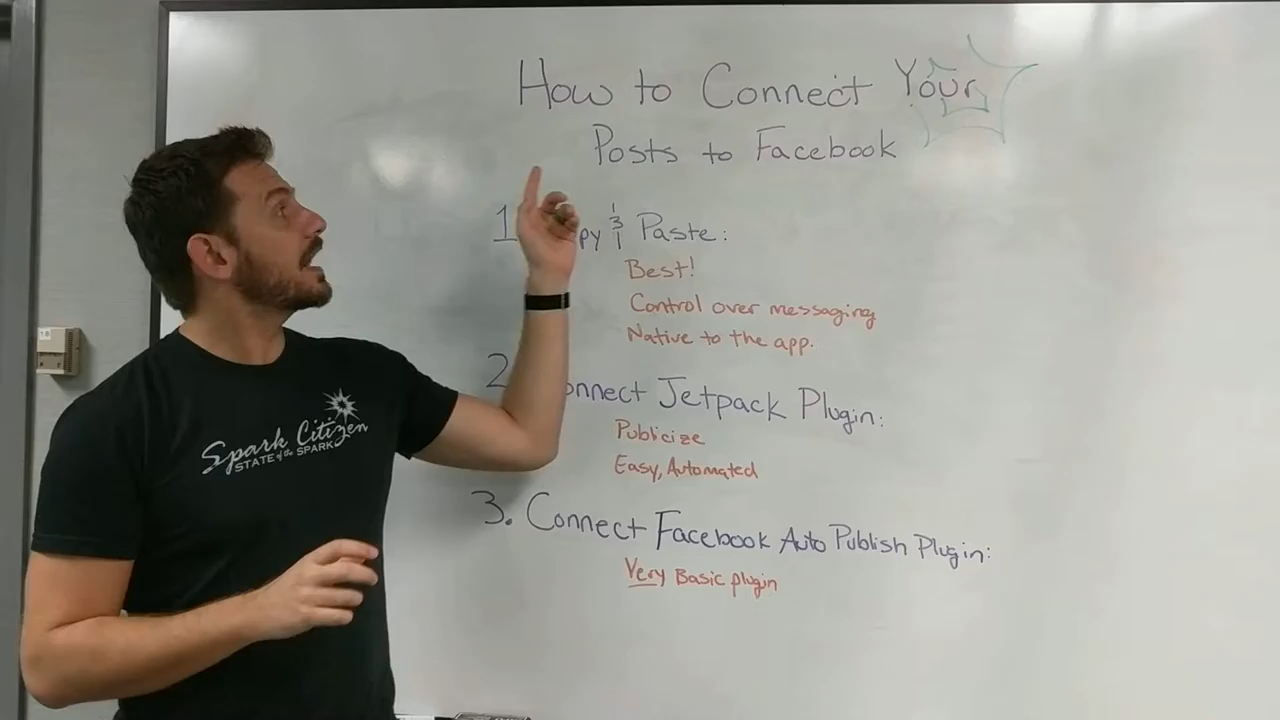 How to Connect Your
Posts to Facebook
1
py & Paste:
Best!
Control over messaging
Native to the app.
2
onnect Jetpack Plugin:
Publicize
Easy, Automated
3. Connect Facebook Auto Publish Plugin:
Very Basic plugin
Spark Citizen
STATE of the SPARK